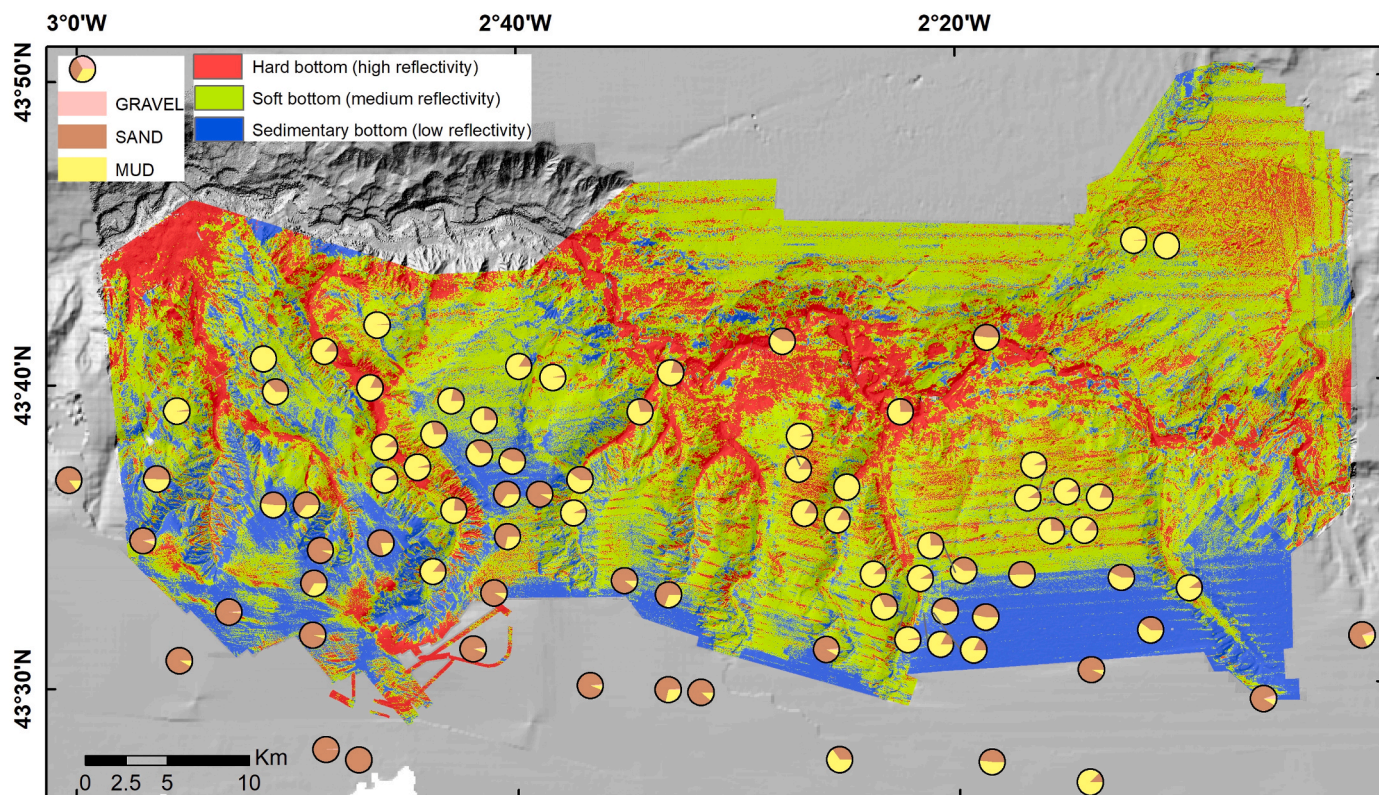 3°0'W 2°40'W 2°20'W
43°50'N
43°40'N
43°30'N
GRAVEL
SAND
MUD
Hard bottom (high reflectivity)
Soft bottom (medium reflectivity)
Sedimentary bottom (low reflectivity)
Km
0 2.5 5 10